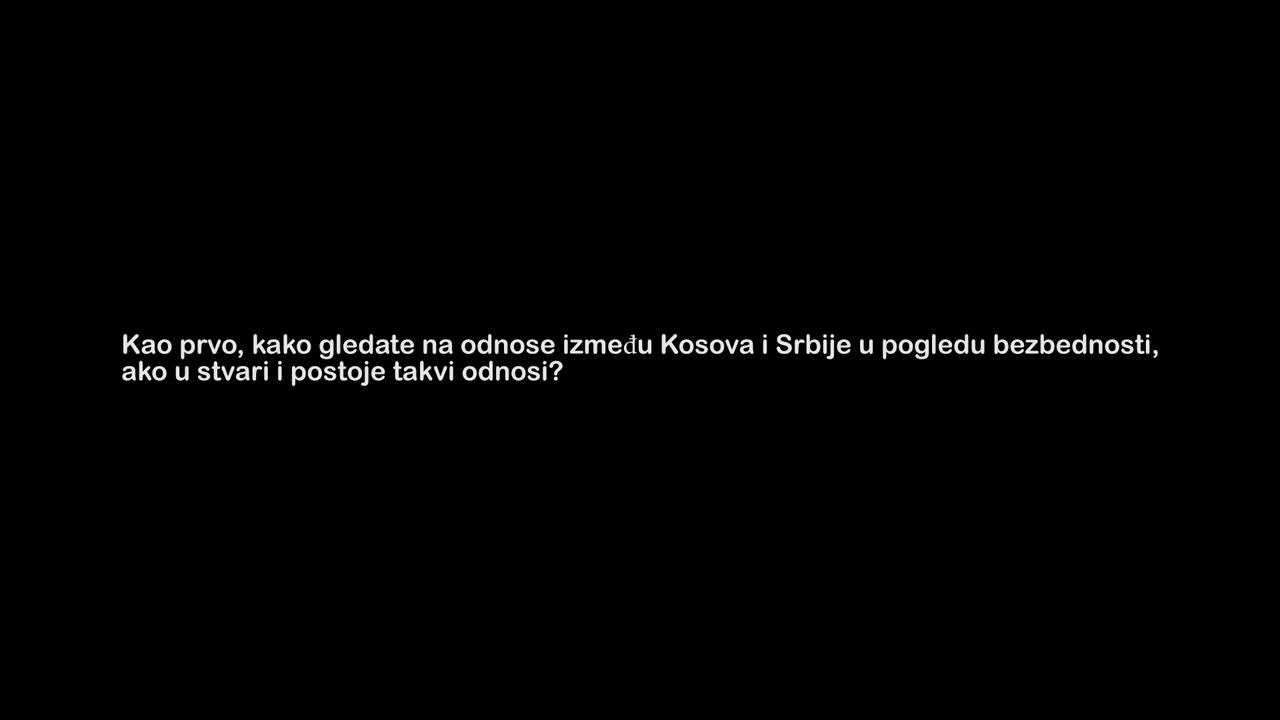 Kao prvo, kako gledate na odnose između Kosova i Srbije u pogledu bezbednosti,
ako u stvari i postoje takvi odnosi?